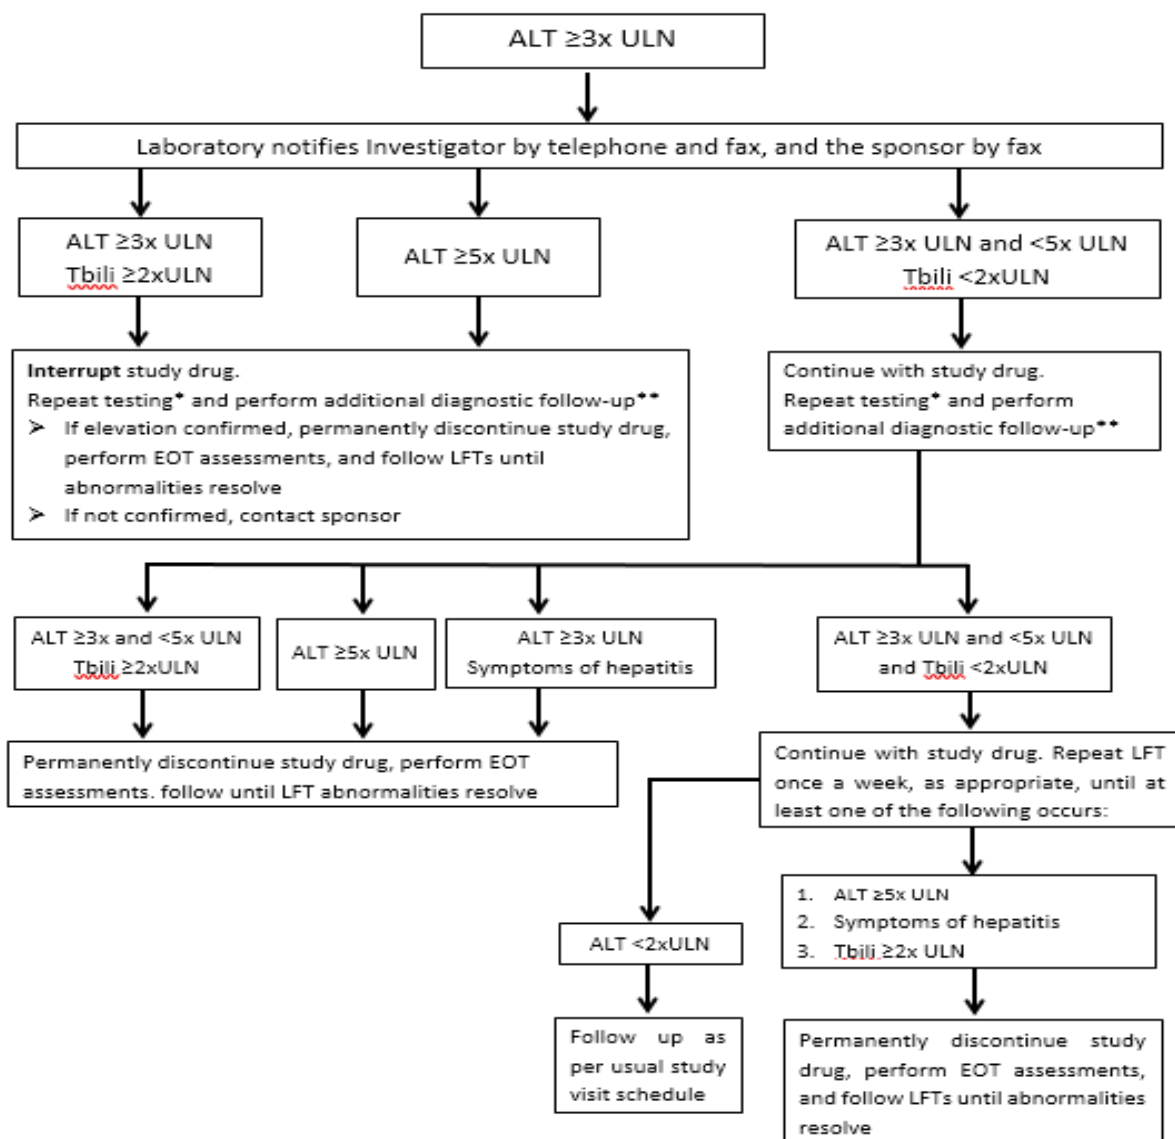 ALT ≥3x ULN
Laboratory notifies Investigator by telephone and fax, and the sponsor by fax
ALT ≥3x ULN
Tbili ≥2xULN
ALT ≥5x ULN
ALT ≥3x ULN and <5x ULN
Tbili <2xULN
Interrupt study drug.
Repeat testing* and perform additional diagnostic follow-up**
➢ If elevation confirmed, permanently discontinue study drug,
perform EOT assessments, and follow LFTs until
abnormalities resolve
➢ If not confirmed, contact sponsor
Continue with study drug.
Repeat testing* and perform
additional diagnostic follow-up**
ALT ≥3x and <5x ULN
Tbili ≥2xULN
ALT ≥5x ULN
ALT ≥3x ULN
Symptoms of hepatitis
ALT ≥3x ULN and <5x ULN
and Tbili <2xULN
Permanently discontinue study drug, perform EOT
assessments. follow until LFT abnormalities resolve
Continue with study drug. Repeat LFT
once a week, as appropriate, until at
least one of the following occurs:
1. ALT ≥5x ULN
2. Symptoms of hepatitis
3. Tbili ≥2x ULN
ALT <2xULN
Follow up as
per usual study
visit schedule
Permanently discontinue study
drug, perform EOT assessments,
and follow LFTs until abnormalities
resolve